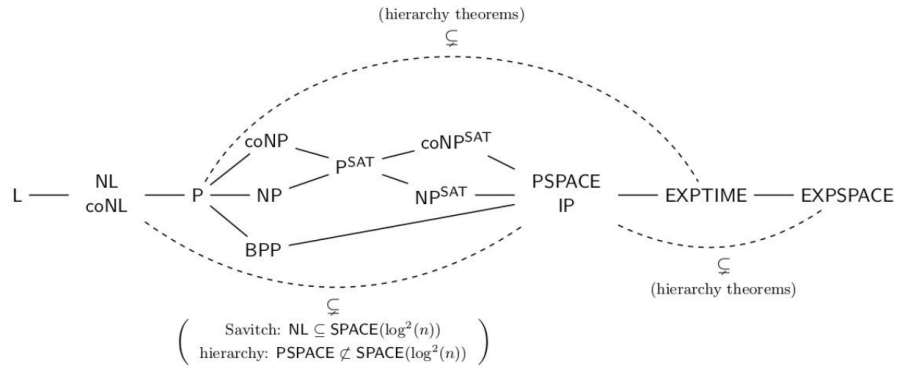 (hierarchy theorems)
⊊
coNP
coNP^SAT
P^SAT
L
NL
coNL
P
NP
NP^SAT
PSPACE
IP
EXPTIME
EXPSPACE
BPP
⊊
(hierarchy theorems)
⊊
Savitch: NL ⊆ SPACE(log²(n))
hierarchy: PSPACE ⊄ SPACE(log²(n))